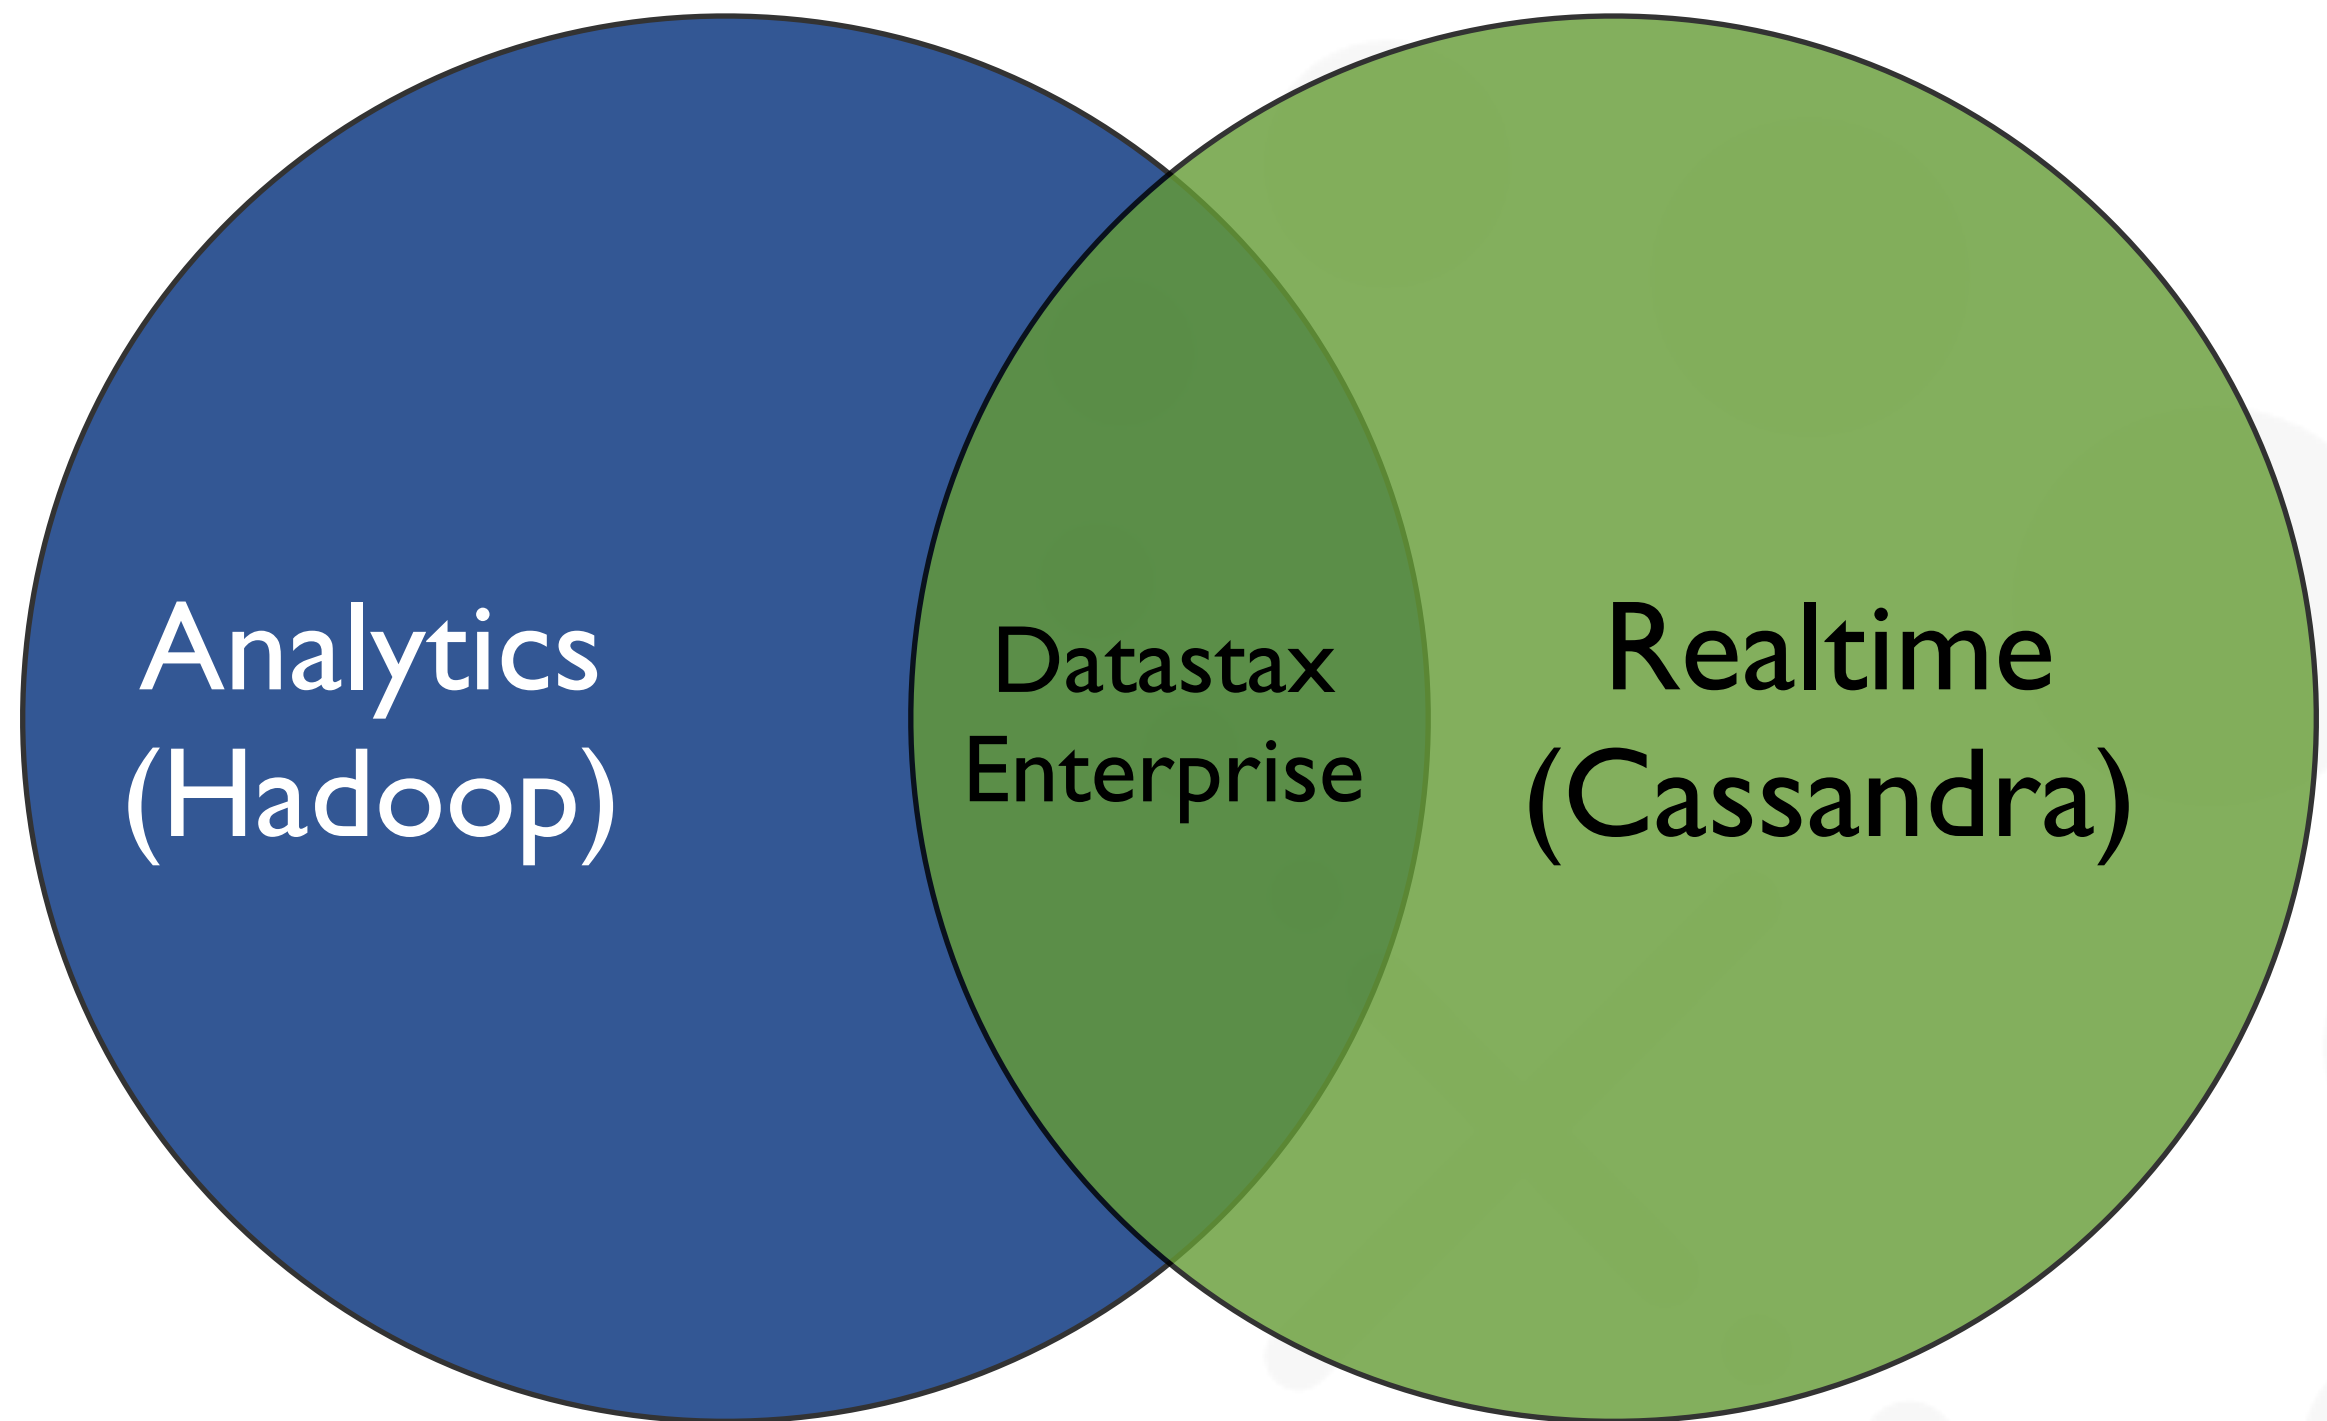 Analytics
(Hadoop)
Datastax
Enterprise
Realtime
(Cassandra)